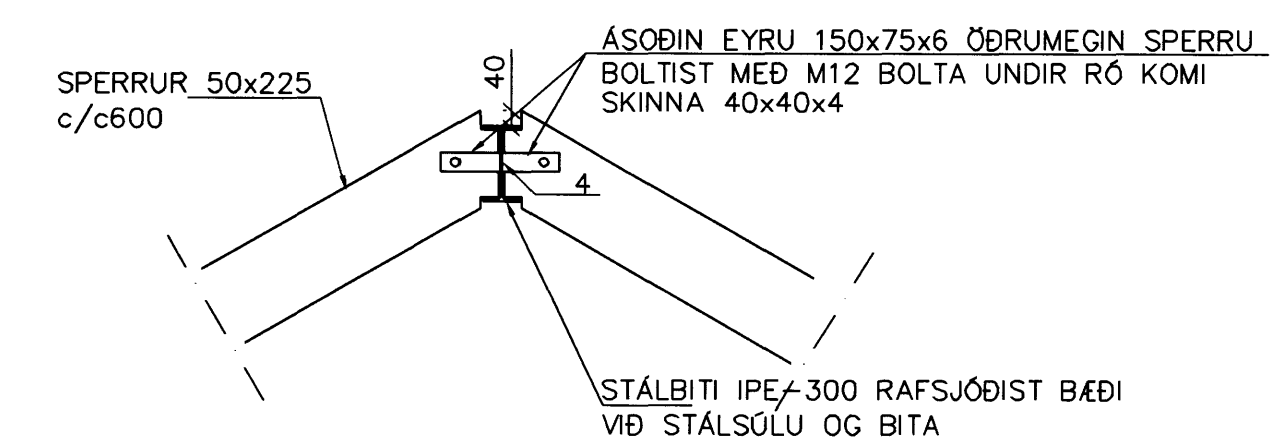 ÁSOÐIN EYRU 150x75x6 ÖÐRUMEGIN SPERRU
BOLTIST MEÐ M12 BOLTA UNDIR RÓ KOMI
SKINNA 40x40x4
SPERRUR 50x225
c/c600
40
4
STÁLBITI IPE-300 RAFSJÓÐIST BÆÐI
VIÐ STÁLSÚLU OG BITA